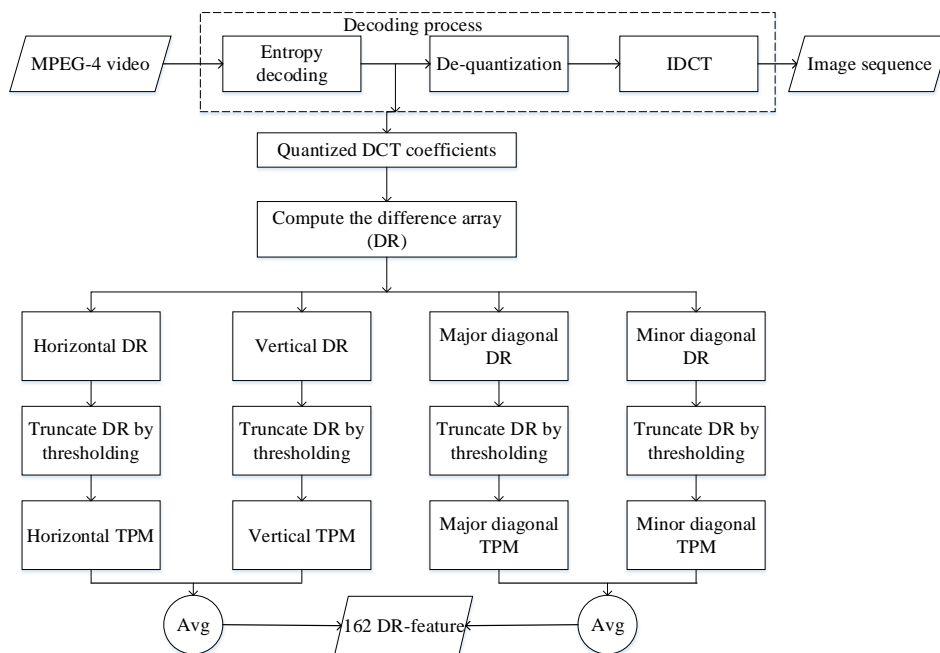 Decoding process
MPEG-4 video
Entropy
decoding
De-quantization
IDCT
Image sequence
Quantized DCT coefficients
Compute the difference array
(DR)
Horizontal DR
Vertical DR
Major diagonal
DR
Minor diagonal
DR
Truncate DR by
thresholding
Truncate DR by
thresholding
Truncate DR by
thresholding
Truncate DR by
thresholding
Horizontal TPM
Vertical TPM
Major diagonal
TPM
Minor diagonal
TPM
Avg
162 DR-feature
Avg